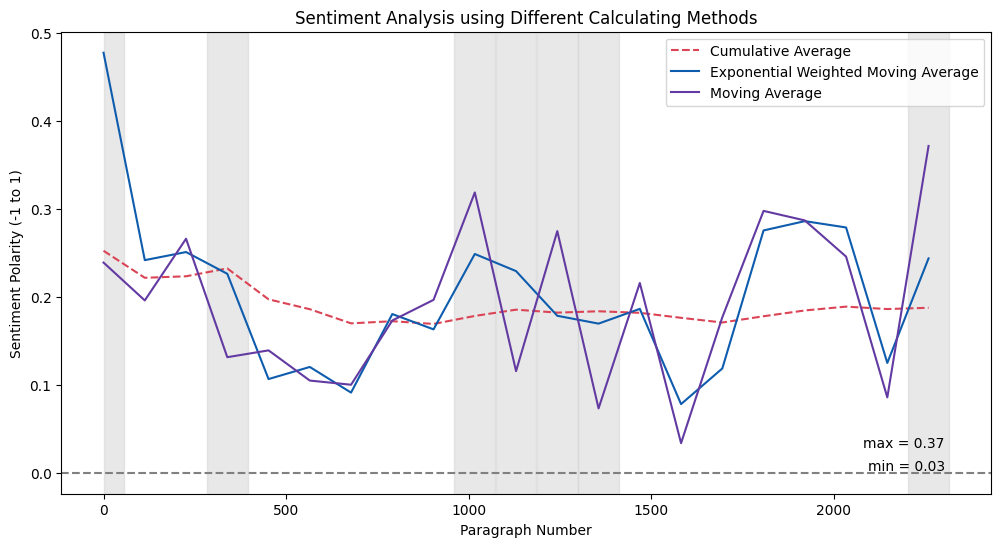 Sentiment Analysis using Different Calculating Methods
Cumulative Average
Exponential Weighted Moving Average
Moving Average
Sentiment Polarity (-1 to 1)
0.5
0.4
0.3
0.2
0.1
0.0
max = 0.37
min = 0.03
0
500
1000
1500
2000
Paragraph Number